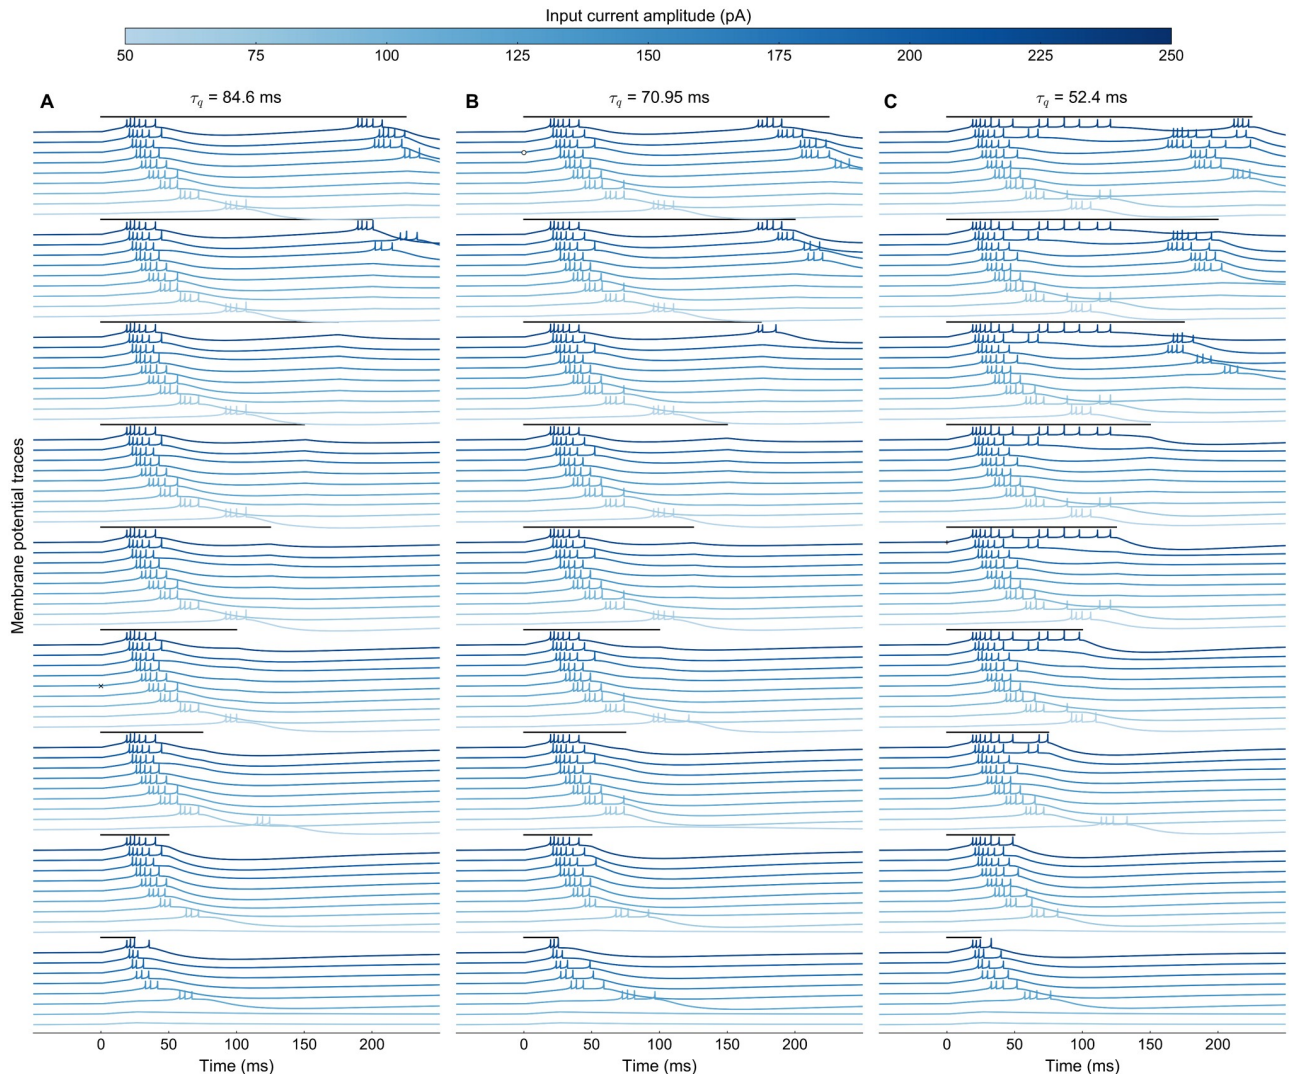 Input current amplitude (pA)
50 75 100 125 150 175 200 225 250
A τq = 84.6 ms B τq = 70.95 ms C τq = 52.4 ms
Membrane potential traces
0 50 100 150 200 0 50 100 150 200 0 50 100 150 200
Time (ms) Time (ms) Time (ms)